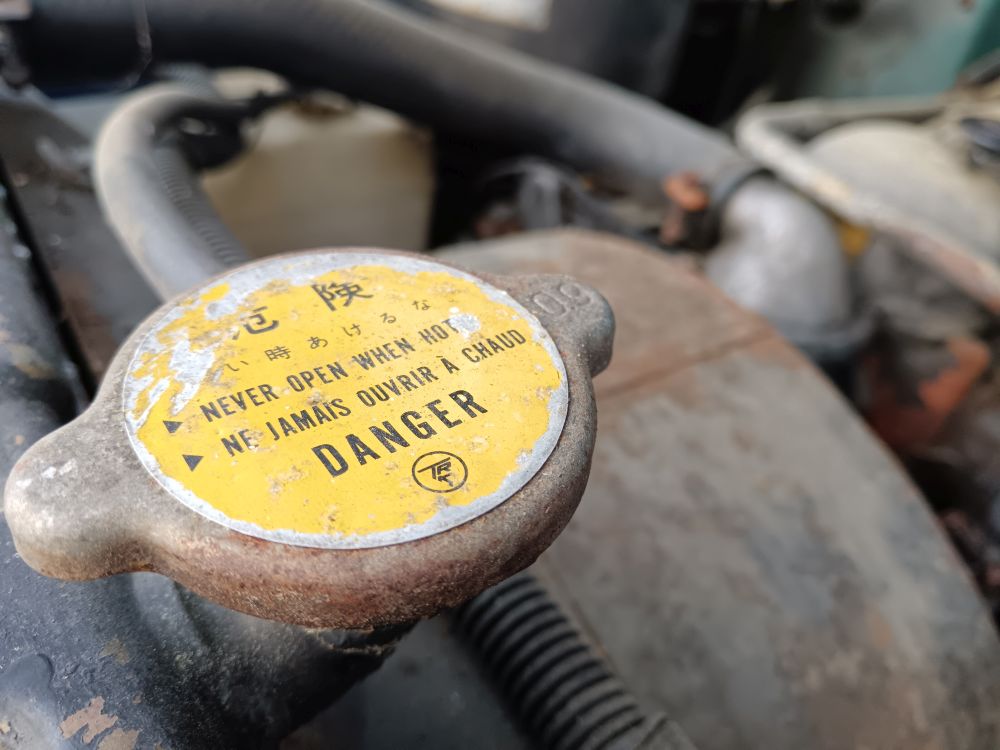 危険
い時あけるな
▶ NEVER OPEN WHEN HOT
▶ NE JAMAIS OUVRIR À CHAUD
DANGER